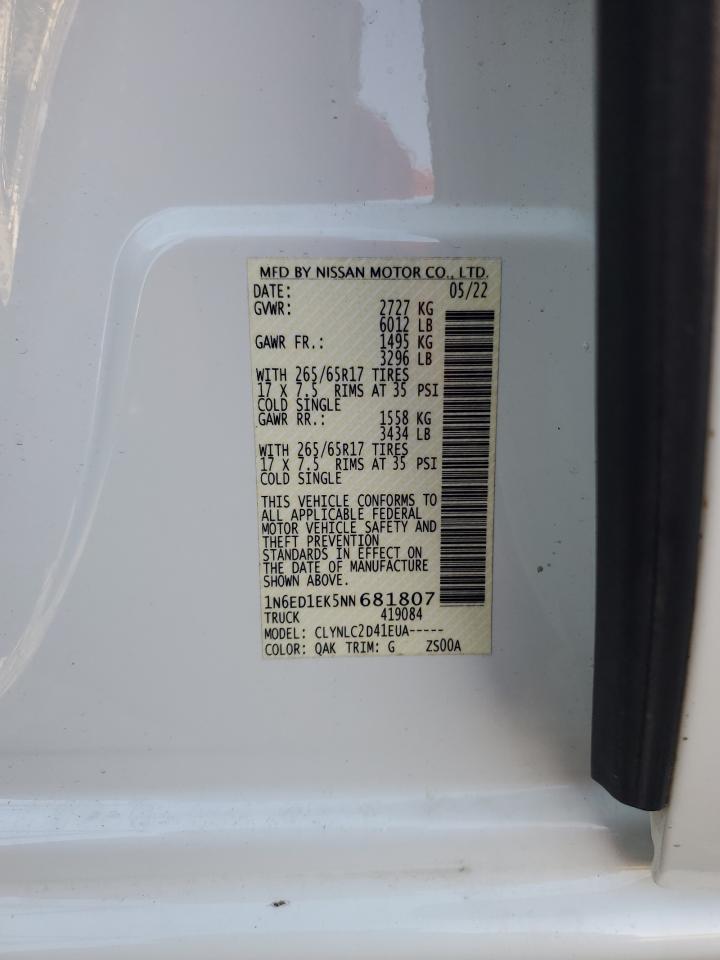 MFD BY NISSAN MOTOR CO., LTD.
DATE: 05/22
GVWR: 2727 KG
6012 LB
GAWR FR.: 1495 KG
3296 LB
WITH 265/65R17 TIRES
17 X 7.5 RIMS AT 35 PSI
COLD SINGLE
GAWR RR.: 1558 KG
3434 LB
WITH 265/65R17 TIRES
17 X 7.5 RIMS AT 35 PSI
COLD SINGLE
THIS VEHICLE CONFORMS TO
ALL APPLICABLE FEDERAL
MOTOR VEHICLE SAFETY AND
THEFT PREVENTION
STANDARDS IN EFFECT ON
THE DATE OF MANUFACTURE
SHOWN ABOVE.
1N6ED1EK5NN681807
TRUCK 419084
MODEL: CLYNLC2D41EUA-----
COLOR: QAK TRIM: G ZS00A